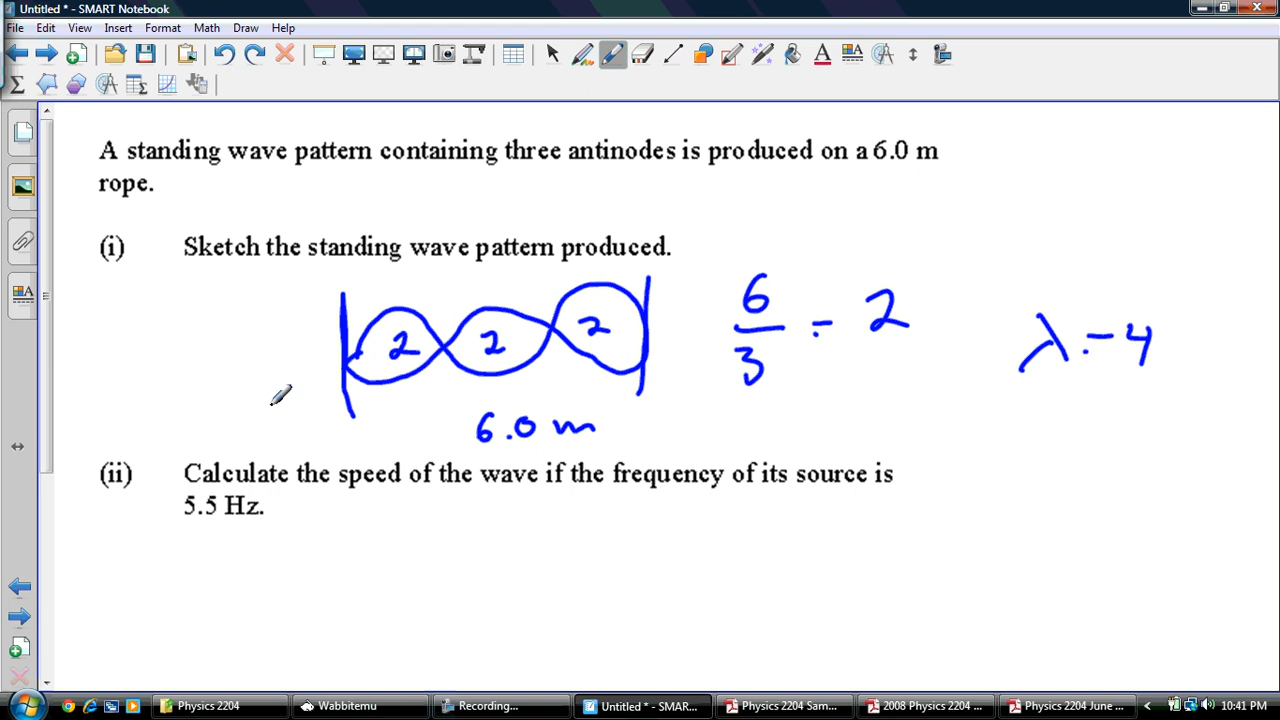 Untitled * - SMART Notebook
File Edit View Insert Format Math Draw Help
A standing wave pattern containing three antinodes is produced on a 6.0 m
rope.
(i) Sketch the standing wave pattern produced.
2 2 2
6/3 = 2
λ = 4
6.0 m
(ii) Calculate the speed of the wave if the frequency of its source is
5.5 Hz.
Physics 2204 Wabbitemu Recording... Untitled * - SMAR... Physics 2204 Sam... 2008 Physics 2204 ... Physics 2204 June ... 10:41 PM